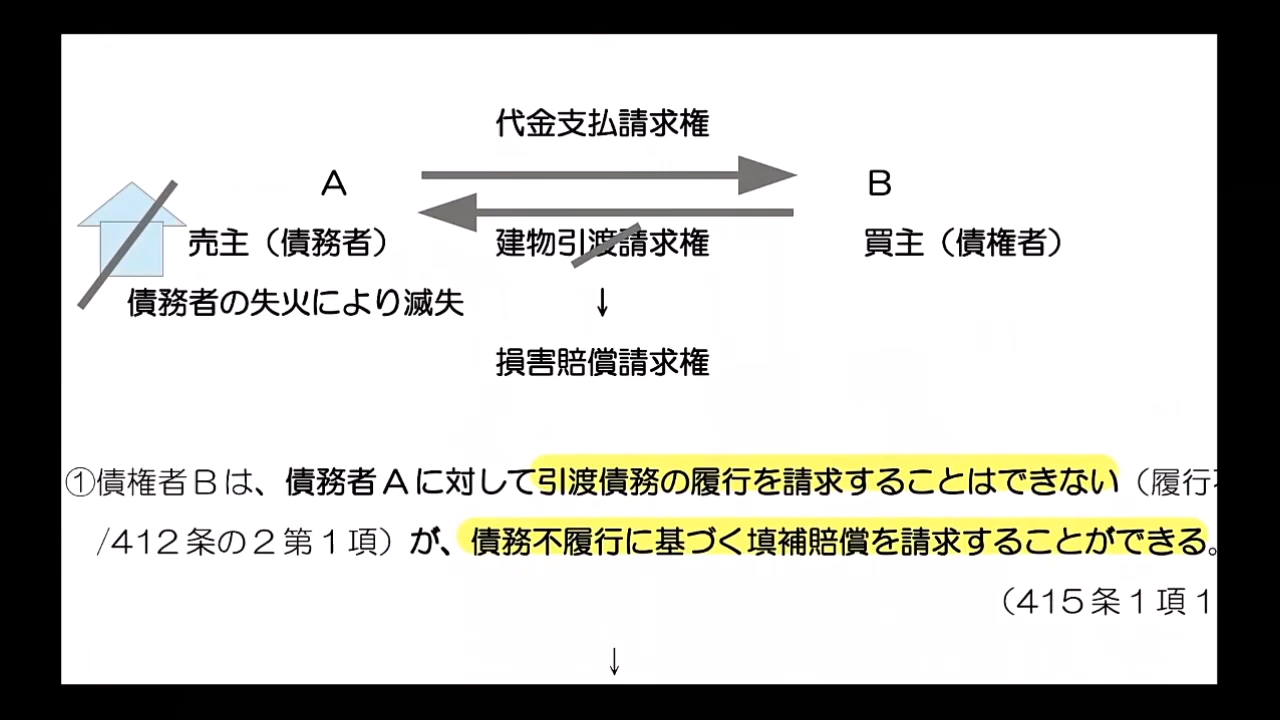 代金支払請求権
A B
売主（債務者） 建物引渡請求権 買主（債権者）
債務者の失火により滅失 ↓
損害賠償請求権
①債権者Ｂは、債務者Ａに対して引渡債務の履行を請求することはできない（履行
/４１２条の２第１項）が、債務不履行に基づく填補賠償を請求することができる。
（４１５条１項１
↓